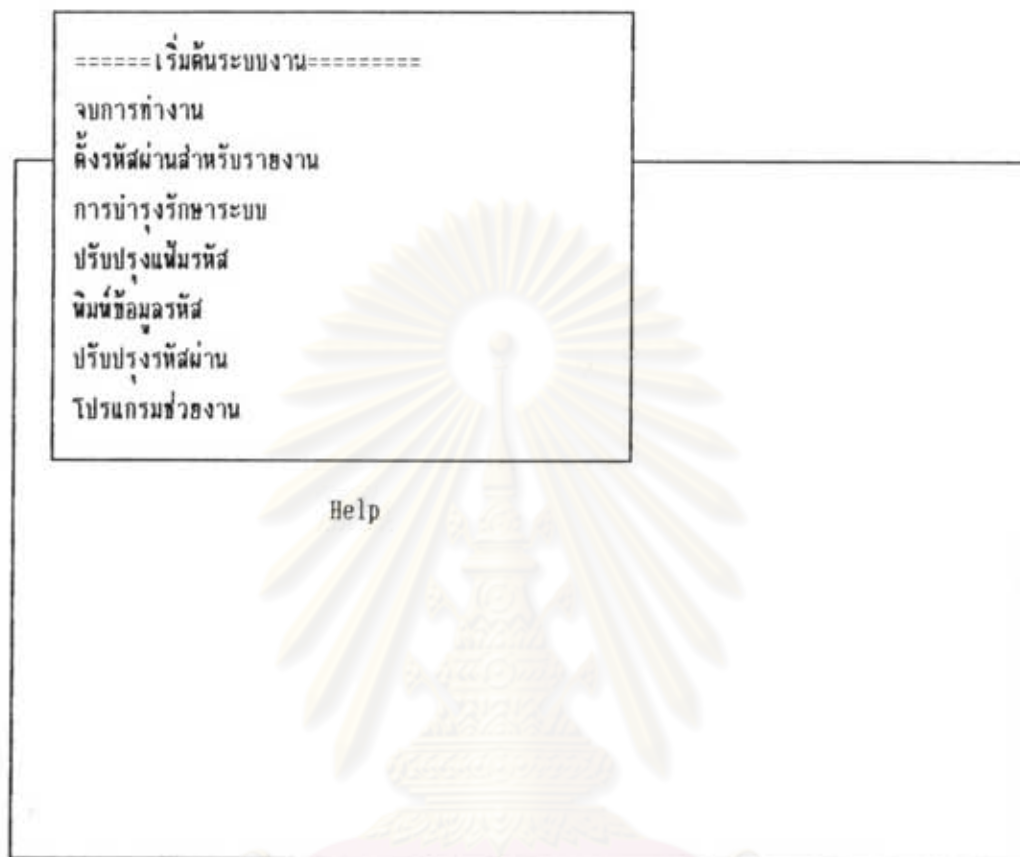 ======เริ่มต้นระบบงาน=========
จบการทำงาน
ตั้งรหัสผ่านสำหรับรายงาน
การบำรุงรักษาระบบ
ปรับปรุงแฟ้มรหัส
พิมพ์ข้อมูลรหัส
ปรับปรุงรหัสผ่าน
โปรแกรมช่วยงาน
Help